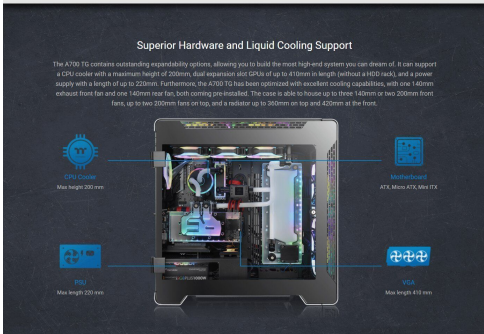 Superior Hardware and Liquid Cooling Support
The A700 TG contains outstanding expandability options, allowing you to build the most high-end system you can dream of. It can support
a CPU cooler with a maximum height of 200mm, dual expansion slot GPUs of up to 410mm in length (without a HDD rack), and a power
supply with a length of up to 220mm. Furthermore, the A700 TG has been optimized with excellent cooling capabilities, with one 140mm
exhaust front fan and one 140mm rear fan, both coming pre-installed. The case is able to house up to three 140mm or two 200mm front
fans, up to two 200mm fans on top, and a radiator up to 360mm on top and 420mm at the front.
CPU Cooler
Max height 200 mm
Motherboard
ATX, Micro ATX, Mini ITX
PSU
Max length 220 mm
VGA
Max length 410 mm